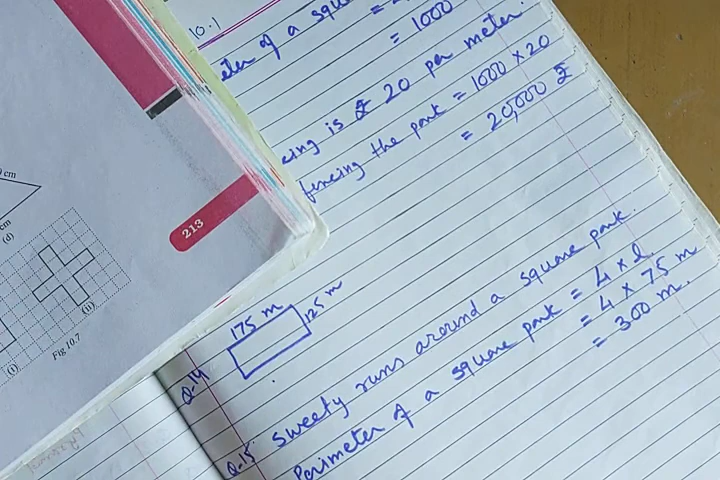 10.1
of a
= 1000
is ₹ 20 per meter.
fencing the park = 1000 × 20
= 20,000 ₹
cm
cm
(d)
213
(ii)
(i)
Fig 10.7
Q.14
175 m
125 m
Q.15 Sweety runs around a square park.
Perimeter of a square park = 4 × l
= 4 × 75 m
= 300 m.